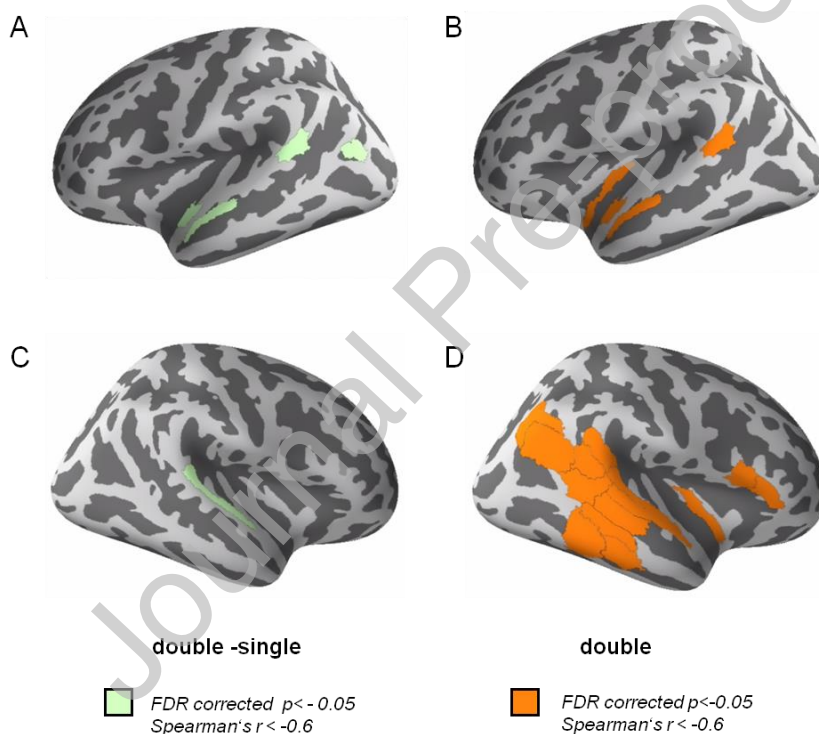 A
B
C
D
Journal Pre-proo
double -single
double
FDR corrected p< - 0.05
Spearman's r < -0.6
FDR corrected p<-0.05
Spearman's r < -0.6